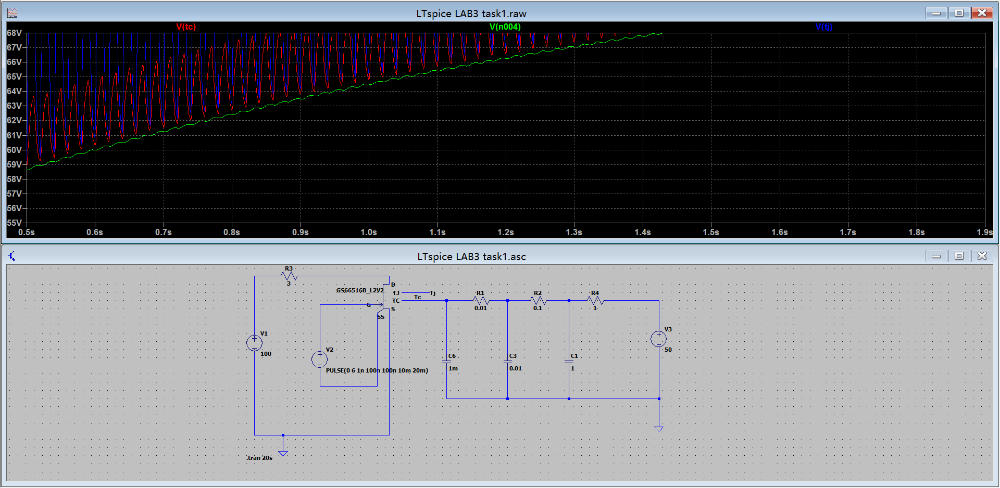 LTspice LAB3 task1.raw
V(tc) V(n004) V(tj)
68V
67V
66V
65V
64V
63V
62V
61V
60V
59V
58V
57V
56V
55V
0.5s 0.6s 0.7s 0.8s 0.9s 1.0s 1.1s 1.2s 1.3s 1.4s 1.5s 1.6s 1.7s 1.8s 1.9s
LTspice LAB3 task1.asc
R3
3
GS66516B_L2V2
D
TJ
TC
G
S
SS
Tj
Tc
R1
0.01
R2
0.1
R4
1
V1
100
V2
PULSE(0 6 1n 100n 100n 10m 20m)
C6
1m
C3
0.01
C1
1
V3
50
.tran 20s